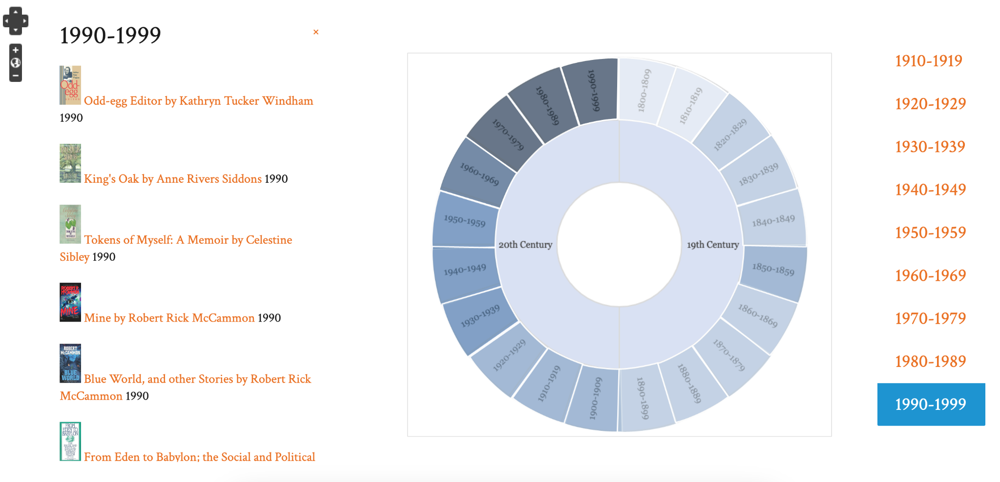 1990-1999
×
Odd-egg Editor by Kathryn Tucker Windham
1990
King's Oak by Anne Rivers Siddons 1990
Tokens of Myself: A Memoir by Celestine
Sibley 1990
ROBERT R.
MCCAMMON
MINE
Mine by Robert Rick McCammon 1990
ROBERT
McCAMMON
BLUE
WORLD
Blue World, and other Stories by Robert Rick
McCammon 1990
FROM
EDEN TO
BABYLON
From Eden to Babylon; the Social and Political
Odd-
egg
EDITOR
1800-1809
1810-1819
1820-1829
1830-1839
1840-1849
1850-1859
1860-1869
1870-1879
1880-1889
1890-1899
1900-1909
1910-1919
1920-1929
1930-1939
1940-1949
1950-1959
1960-1969
1970-1979
1980-1989
1990-1999
20th Century
19th Century
1910-1919
1920-1929
1930-1939
1940-1949
1950-1959
1960-1969
1970-1979
1980-1989
1990-1999